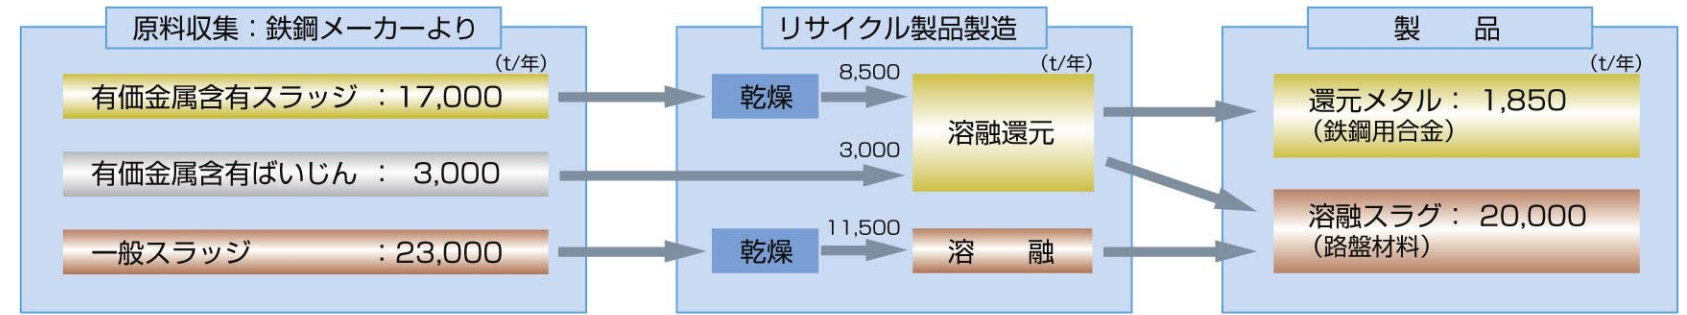 原料収集：鉄鋼メーカーより
(t/年)
有価金属含有スラッジ ：17,000
有価金属含有ばいじん ： 3,000
一般スラッジ ：23,000
リサイクル製品製造
(t/年)
乾燥
8,500
3,000
溶融還元
乾燥
11,500
溶 融
製 品
(t/年)
還元メタル： 1,850
（鉄鋼用合金）
溶融スラグ： 20,000
（路盤材料）